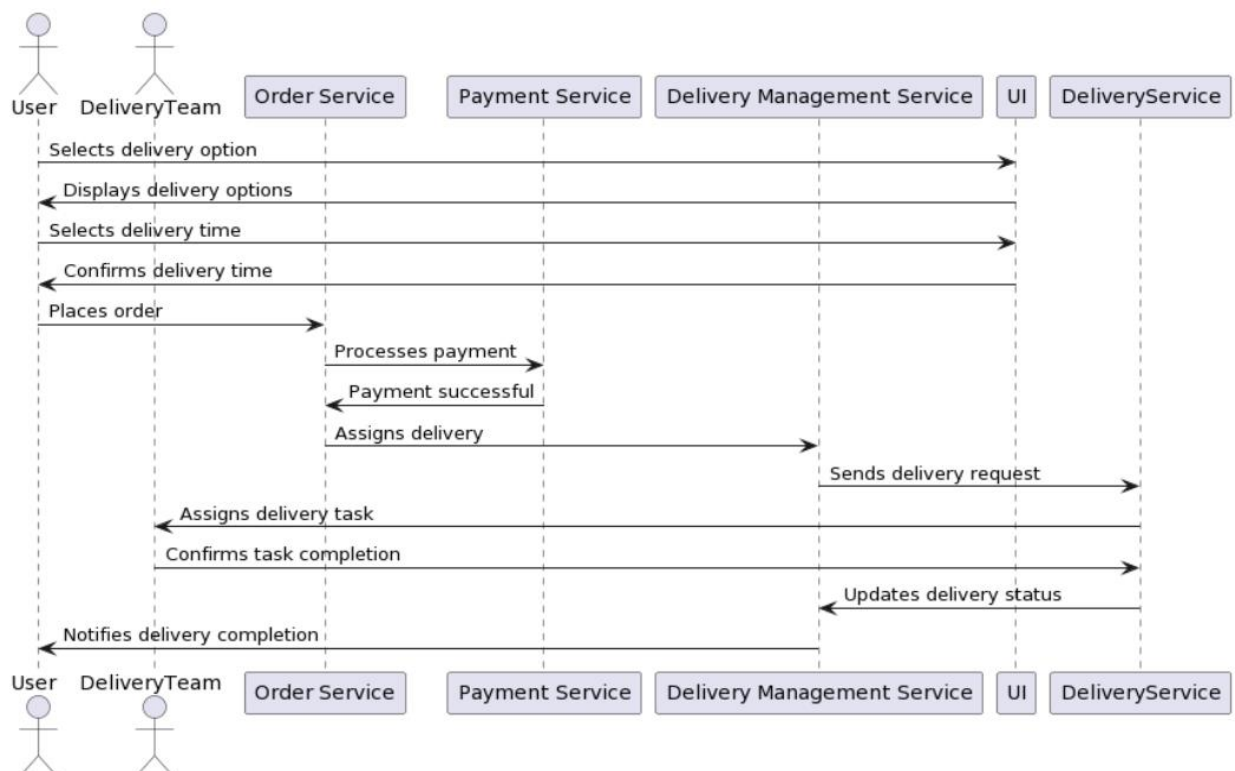 User DeliveryTeam Order Service Payment Service Delivery Management Service UI DeliveryService
Selects delivery option
Displays delivery options
Selects delivery time
Confirms delivery time
Places order
Processes payment
Payment successful
Assigns delivery
Sends delivery request
Assigns delivery task
Confirms task completion
Updates delivery status
Notifies delivery completion
User DeliveryTeam Order Service Payment Service Delivery Management Service UI DeliveryService